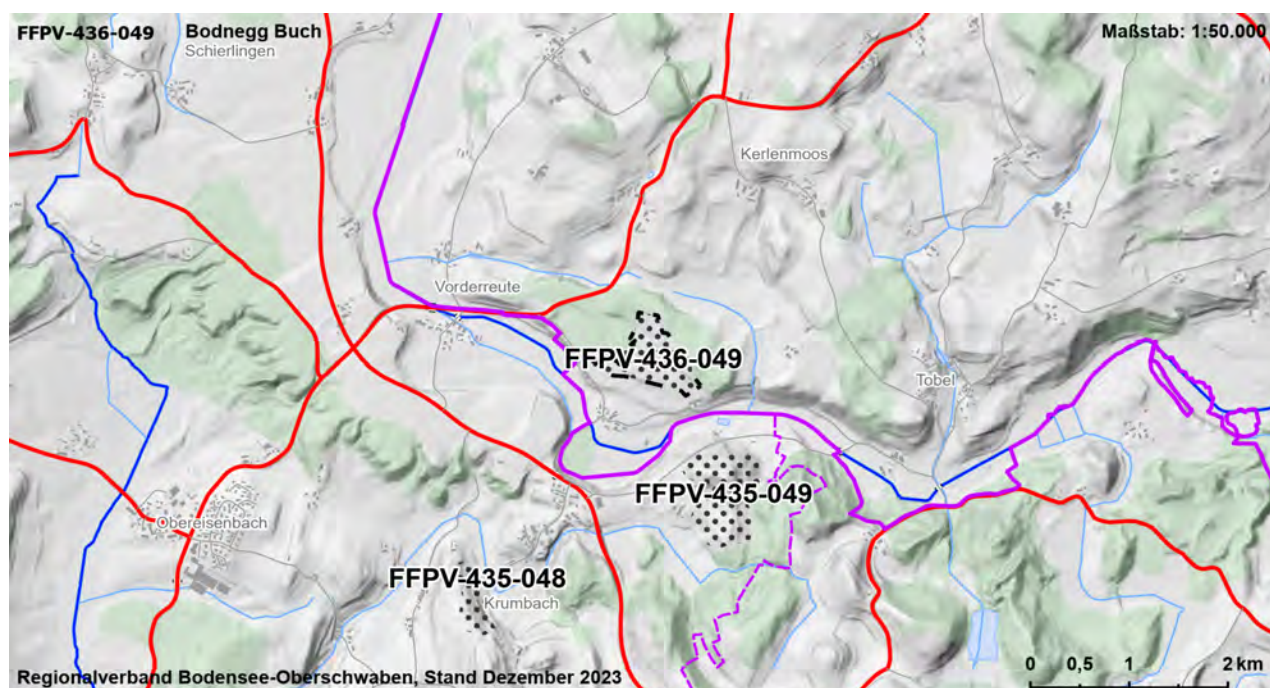 FFPV-436-049 Bodnegg Buch
Maßstab: 1:50.000
Schierlingen
Kerlenmoos
Vorderreute
FFPV-436-049
Tobel
FFPV-435-049
Obereisenbach
FFPV-435-048
Krumbach
Regionalverband Bodensee-Oberschwaben, Stand Dezember 2023
0 0,5 1 2 km